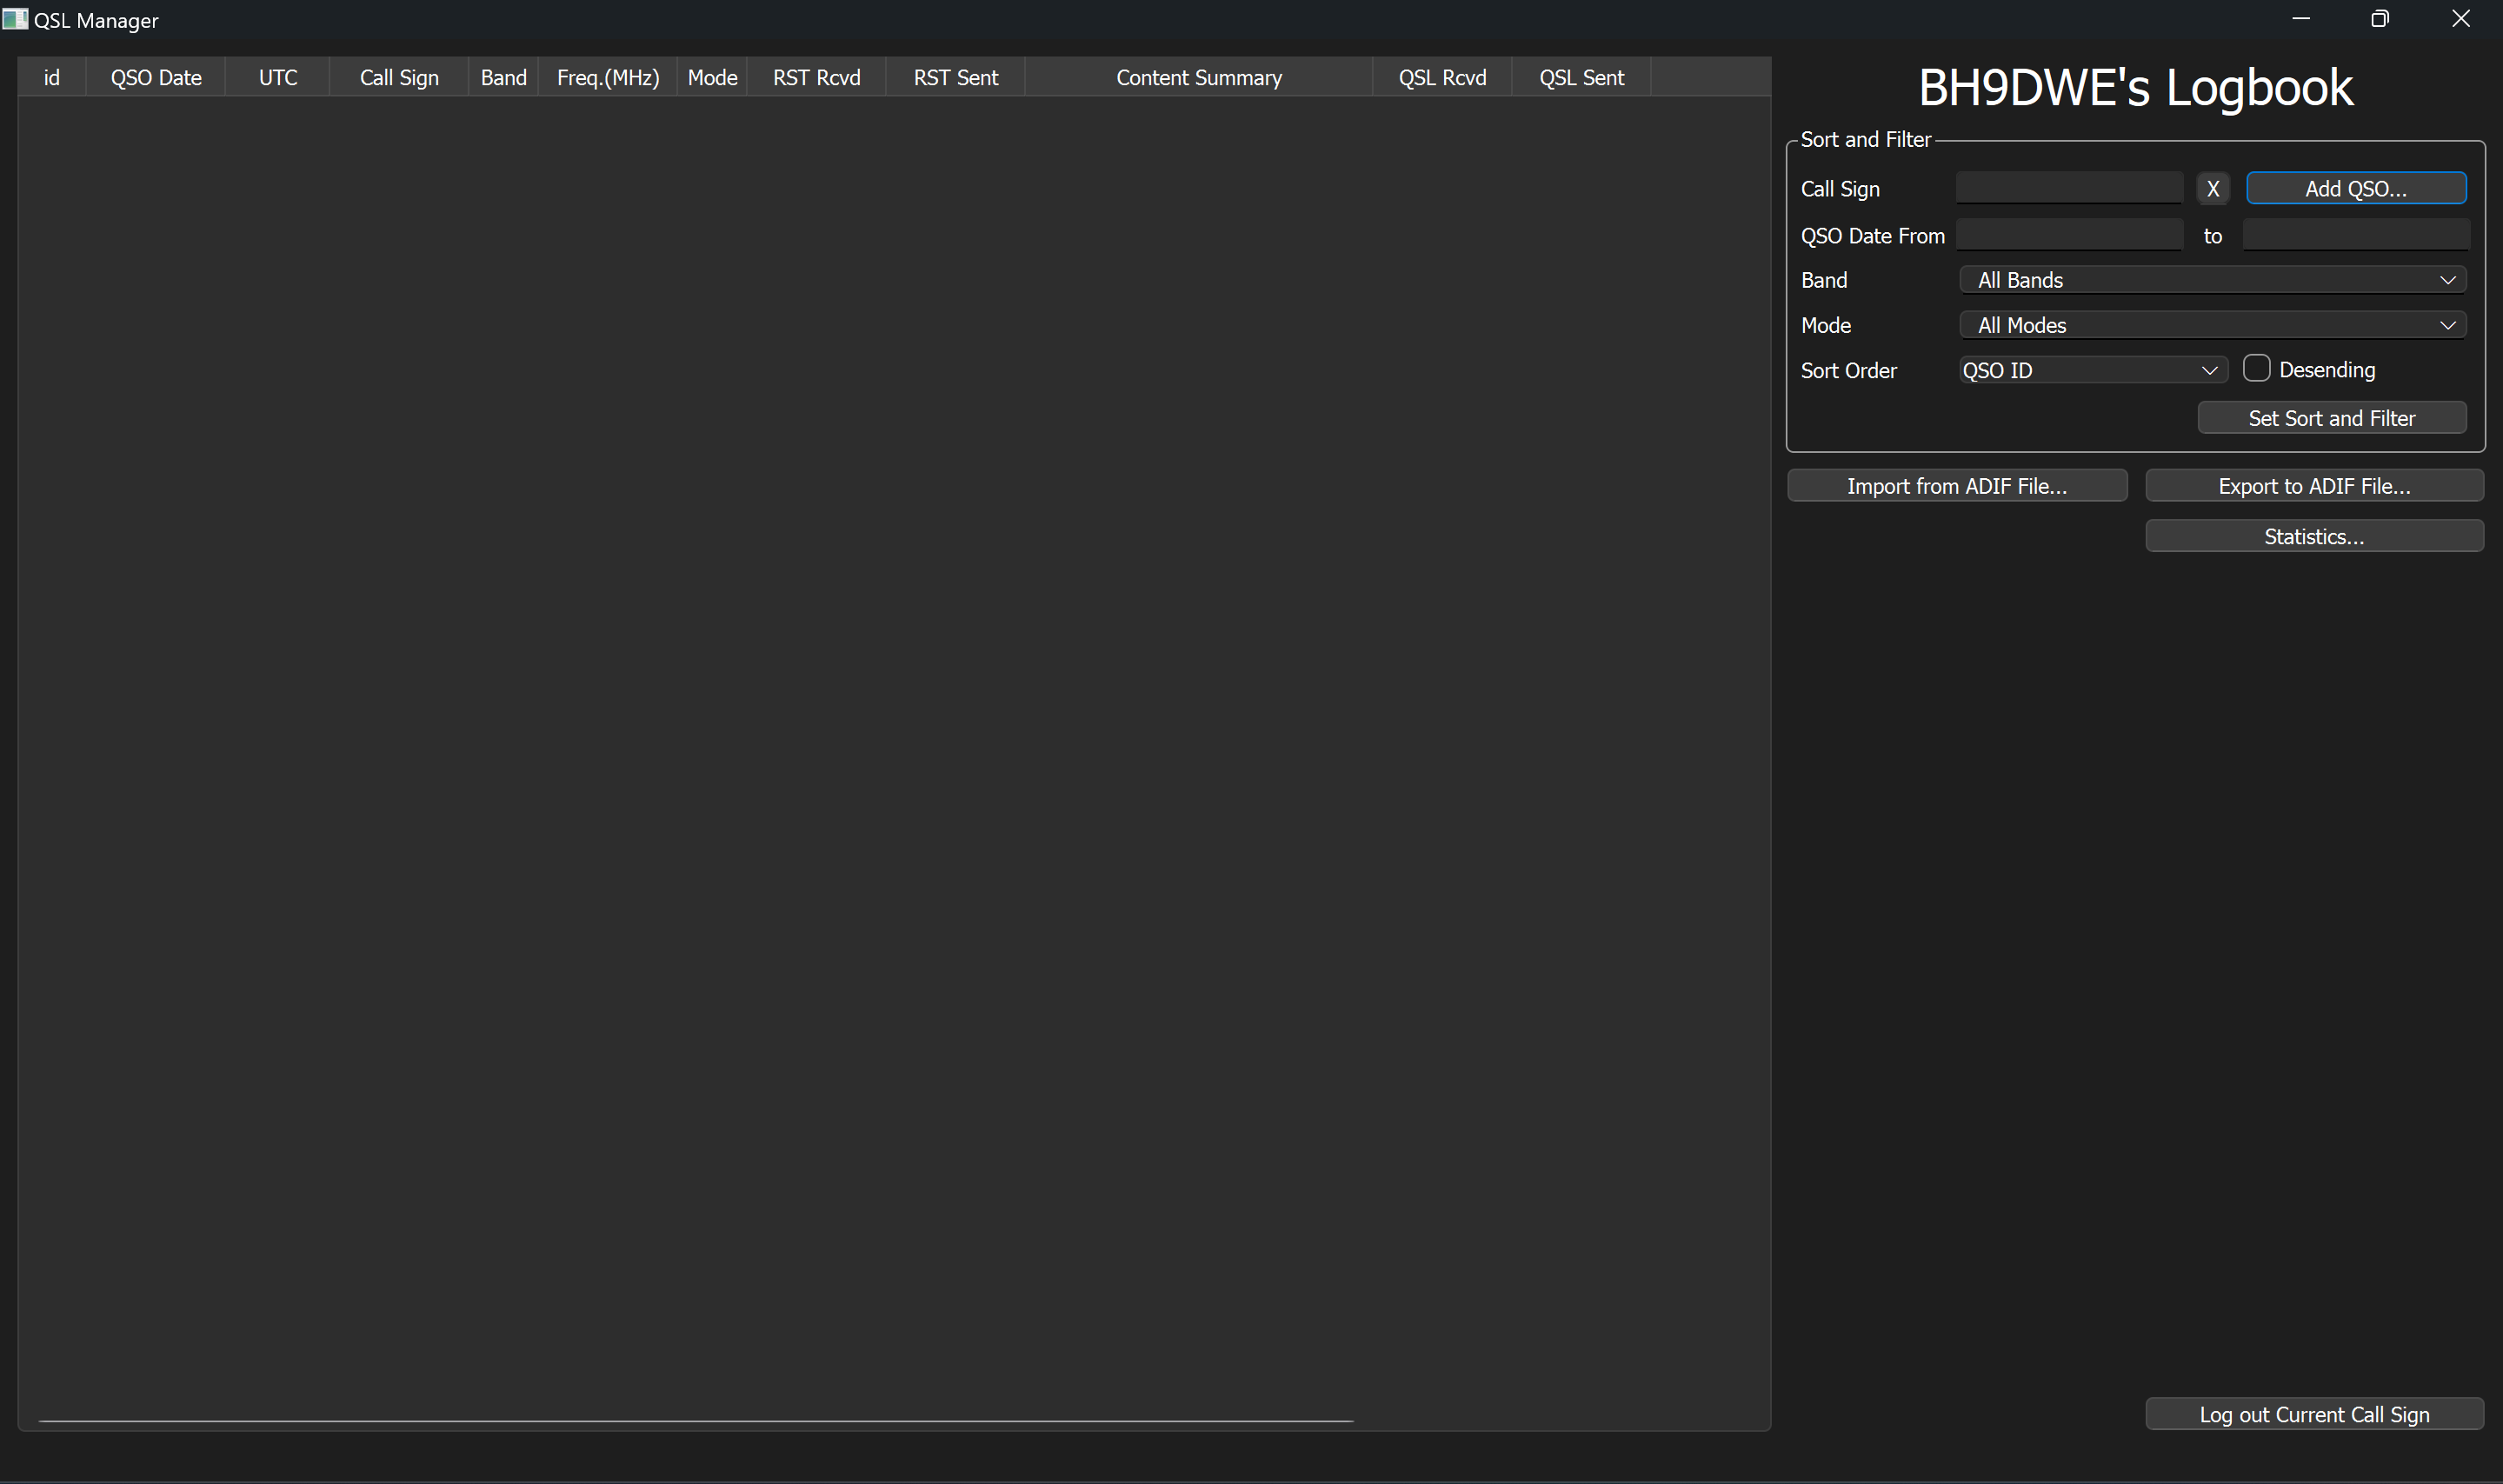 QSL Manager
id QSO Date UTC Call Sign Band Freq.(MHz) Mode RST Rcvd RST Sent Content Summary QSL Rcvd QSL Sent
BH9DWE's Logbook
Sort and Filter
Call Sign X Add QSO...
QSO Date From to
Band All Bands
Mode All Modes
Sort Order QSO ID Desending
Set Sort and Filter
Import from ADIF File... Export to ADIF File...
Statistics...
Log out Current Call Sign